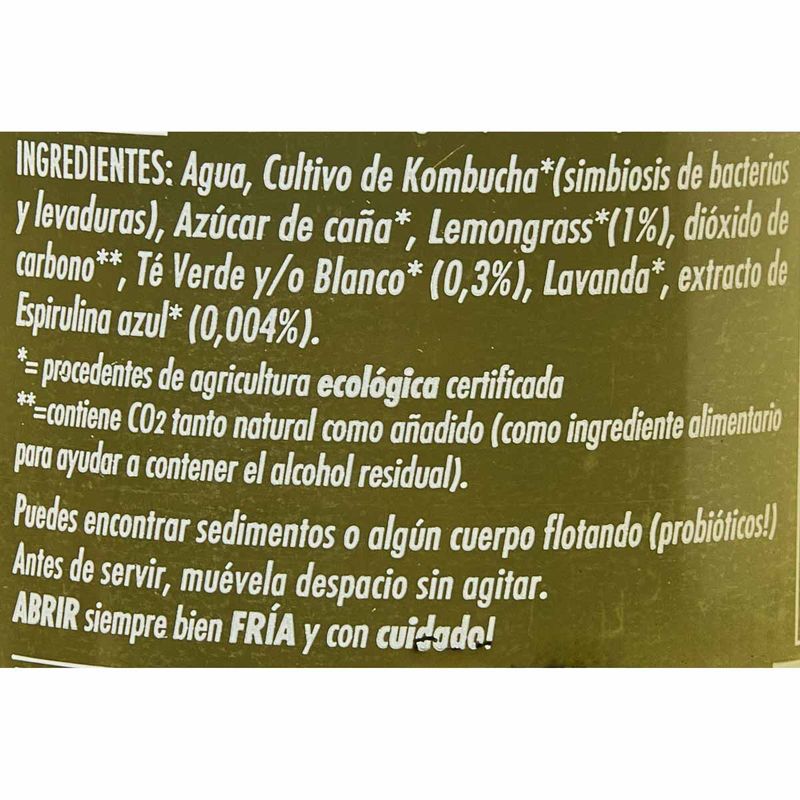 INGREDIENTES: Agua, Cultivo de Kombucha*(simbiosis de bacterias
y levaduras), Azúcar de caña*, Lemongrass*(1%), dióxido de
carbono**, Té Verde y/o Blanco* (0,3%), Lavanda*, extracto de
Espirulina azul* (0,004%).
*= procedentes de agricultura ecológica certificada
**=contiene CO2 tanto natural como añadido (como ingrediente alimentario
para ayudar a contener el alcohol residual).
Puedes encontrar sedimentos o algún cuerpo flotando (probióticos!)
Antes de servir, muévela despacio sin agitar.
ABRIR siempre bien FRÍA y con cuidado!